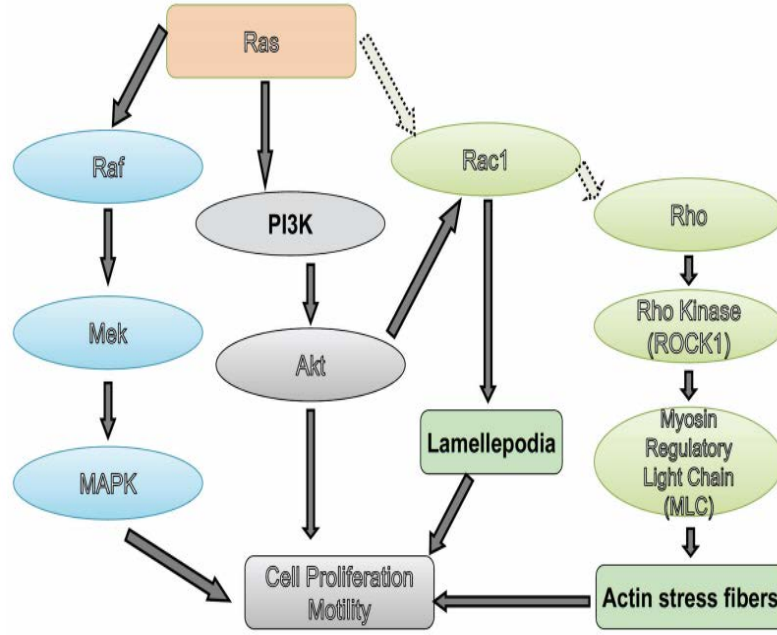 Ras
Raf
Rac1
PI3K
Rho
Mek
Akt
Rho Kinase
(ROCK1)
MAPK
Lamellepodia
Myosin
Regulatory
Light Chain
(MLC)
Cell Proliferation
Motility
Actin stress fibers